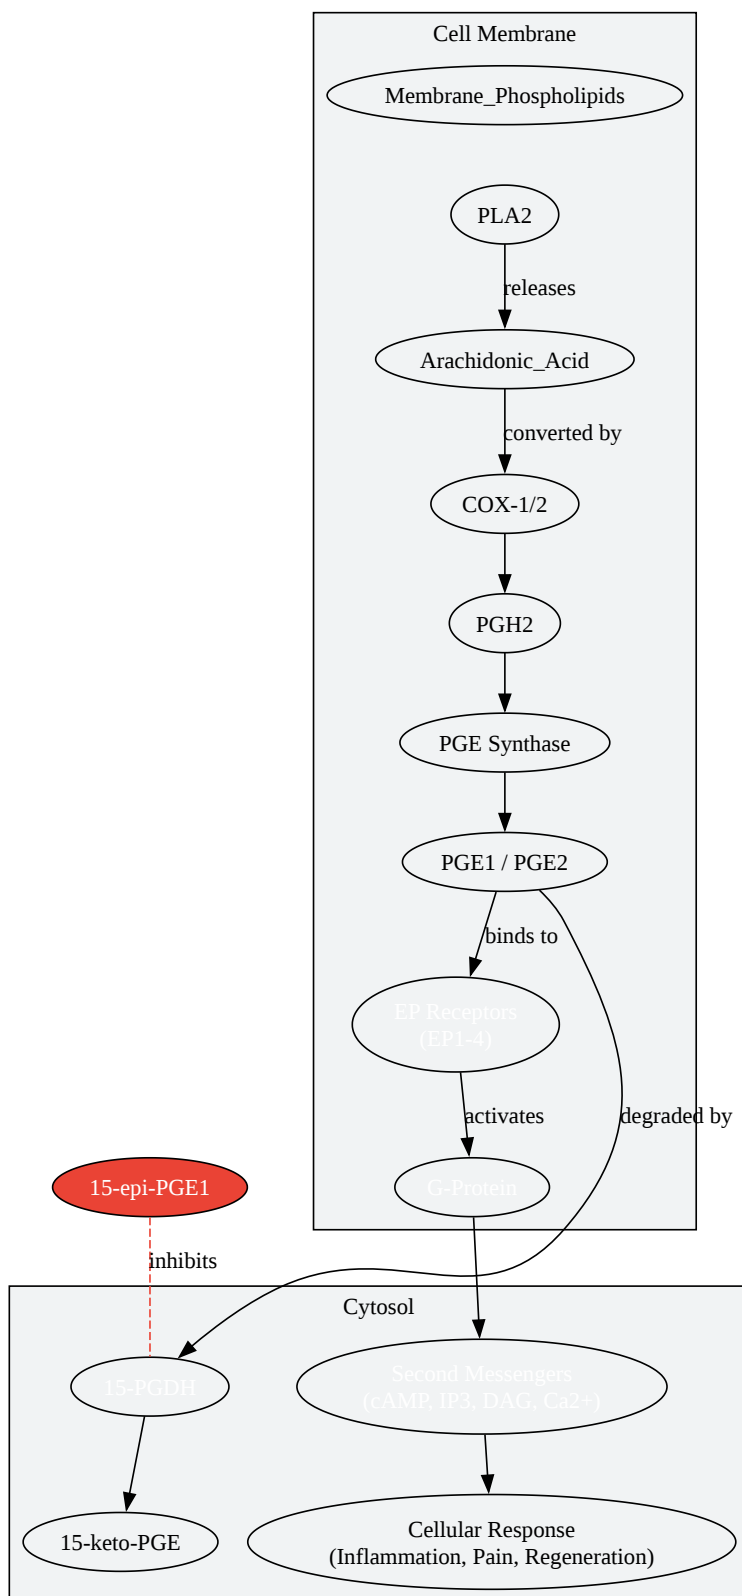 Cell Membrane
Membrane_Phospholipids
PLA2
releases
Arachidonic_Acid
converted by
COX-1/2
PGH2
PGE Synthase
PGE1 / PGE2
binds to
EP Receptors
(EP1-4)
activates
degraded by
15-epi-PGE1
G-Protein
inhibits
Cytosol
15-PGDH
Second Messengers
(cAMP, IP3, DAG, Ca2+)
15-keto-PGE
Cellular Response
(Inflammation, Pain, Regeneration)